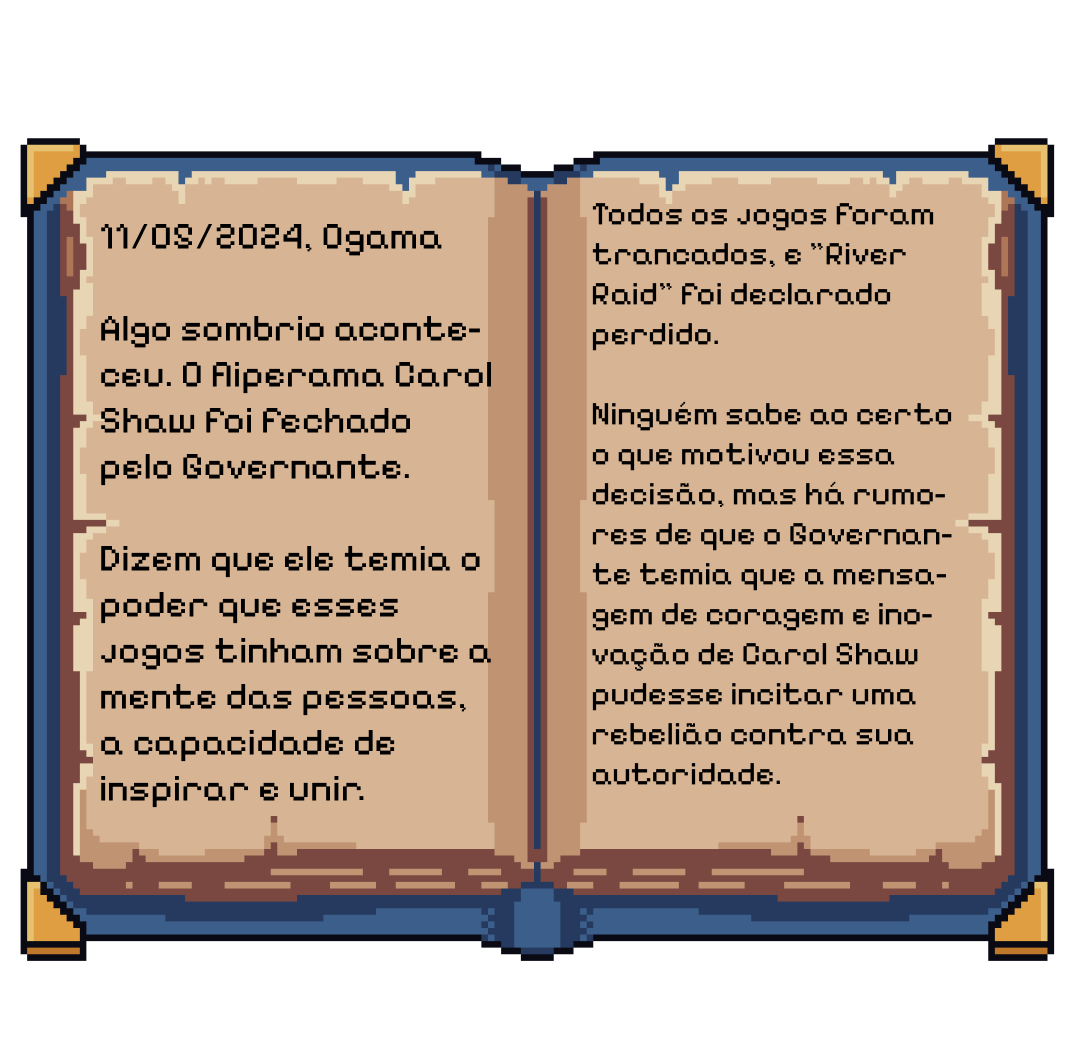 11/09/2024, Ogama
Algo sombrio aconte-
ceu. O Aiperama Carol
Shaw foi fechado
pelo Governante.
Dizem que ele temia o
poder que esses
jogos tinham sobre a
mente das pessoas,
a capacidade de
inspirar e unir.
Todos os jogos foram
trancados, e "River
Raid" foi declarado
perdido.
Ninguém sabe ao certo
o que motivou essa
decisão, mas há rumo-
res de que o Governan-
te temia que a mensa-
gem de coragem e ino-
vação de Carol Shaw
pudesse incitar uma
rebelião contra sua
autoridade.